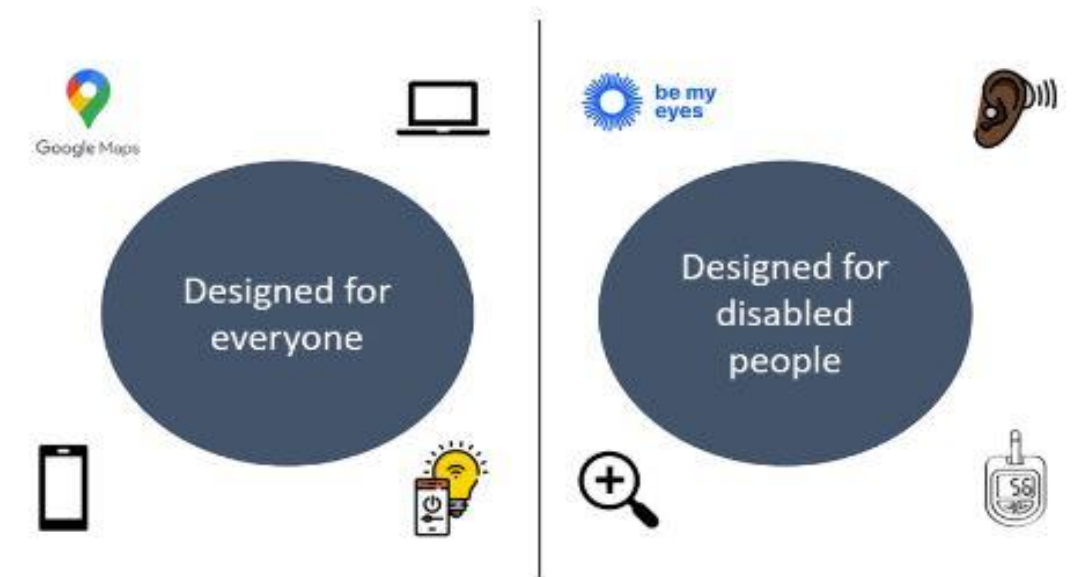 Google Maps
be my
eyes
Designed for
everyone
Designed for
disabled
people
56